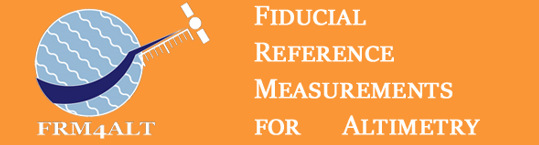 FRM4ALT
FIDUCIAL
REFERENCE
MEASUREMENTS
FOR ALTIMETRY